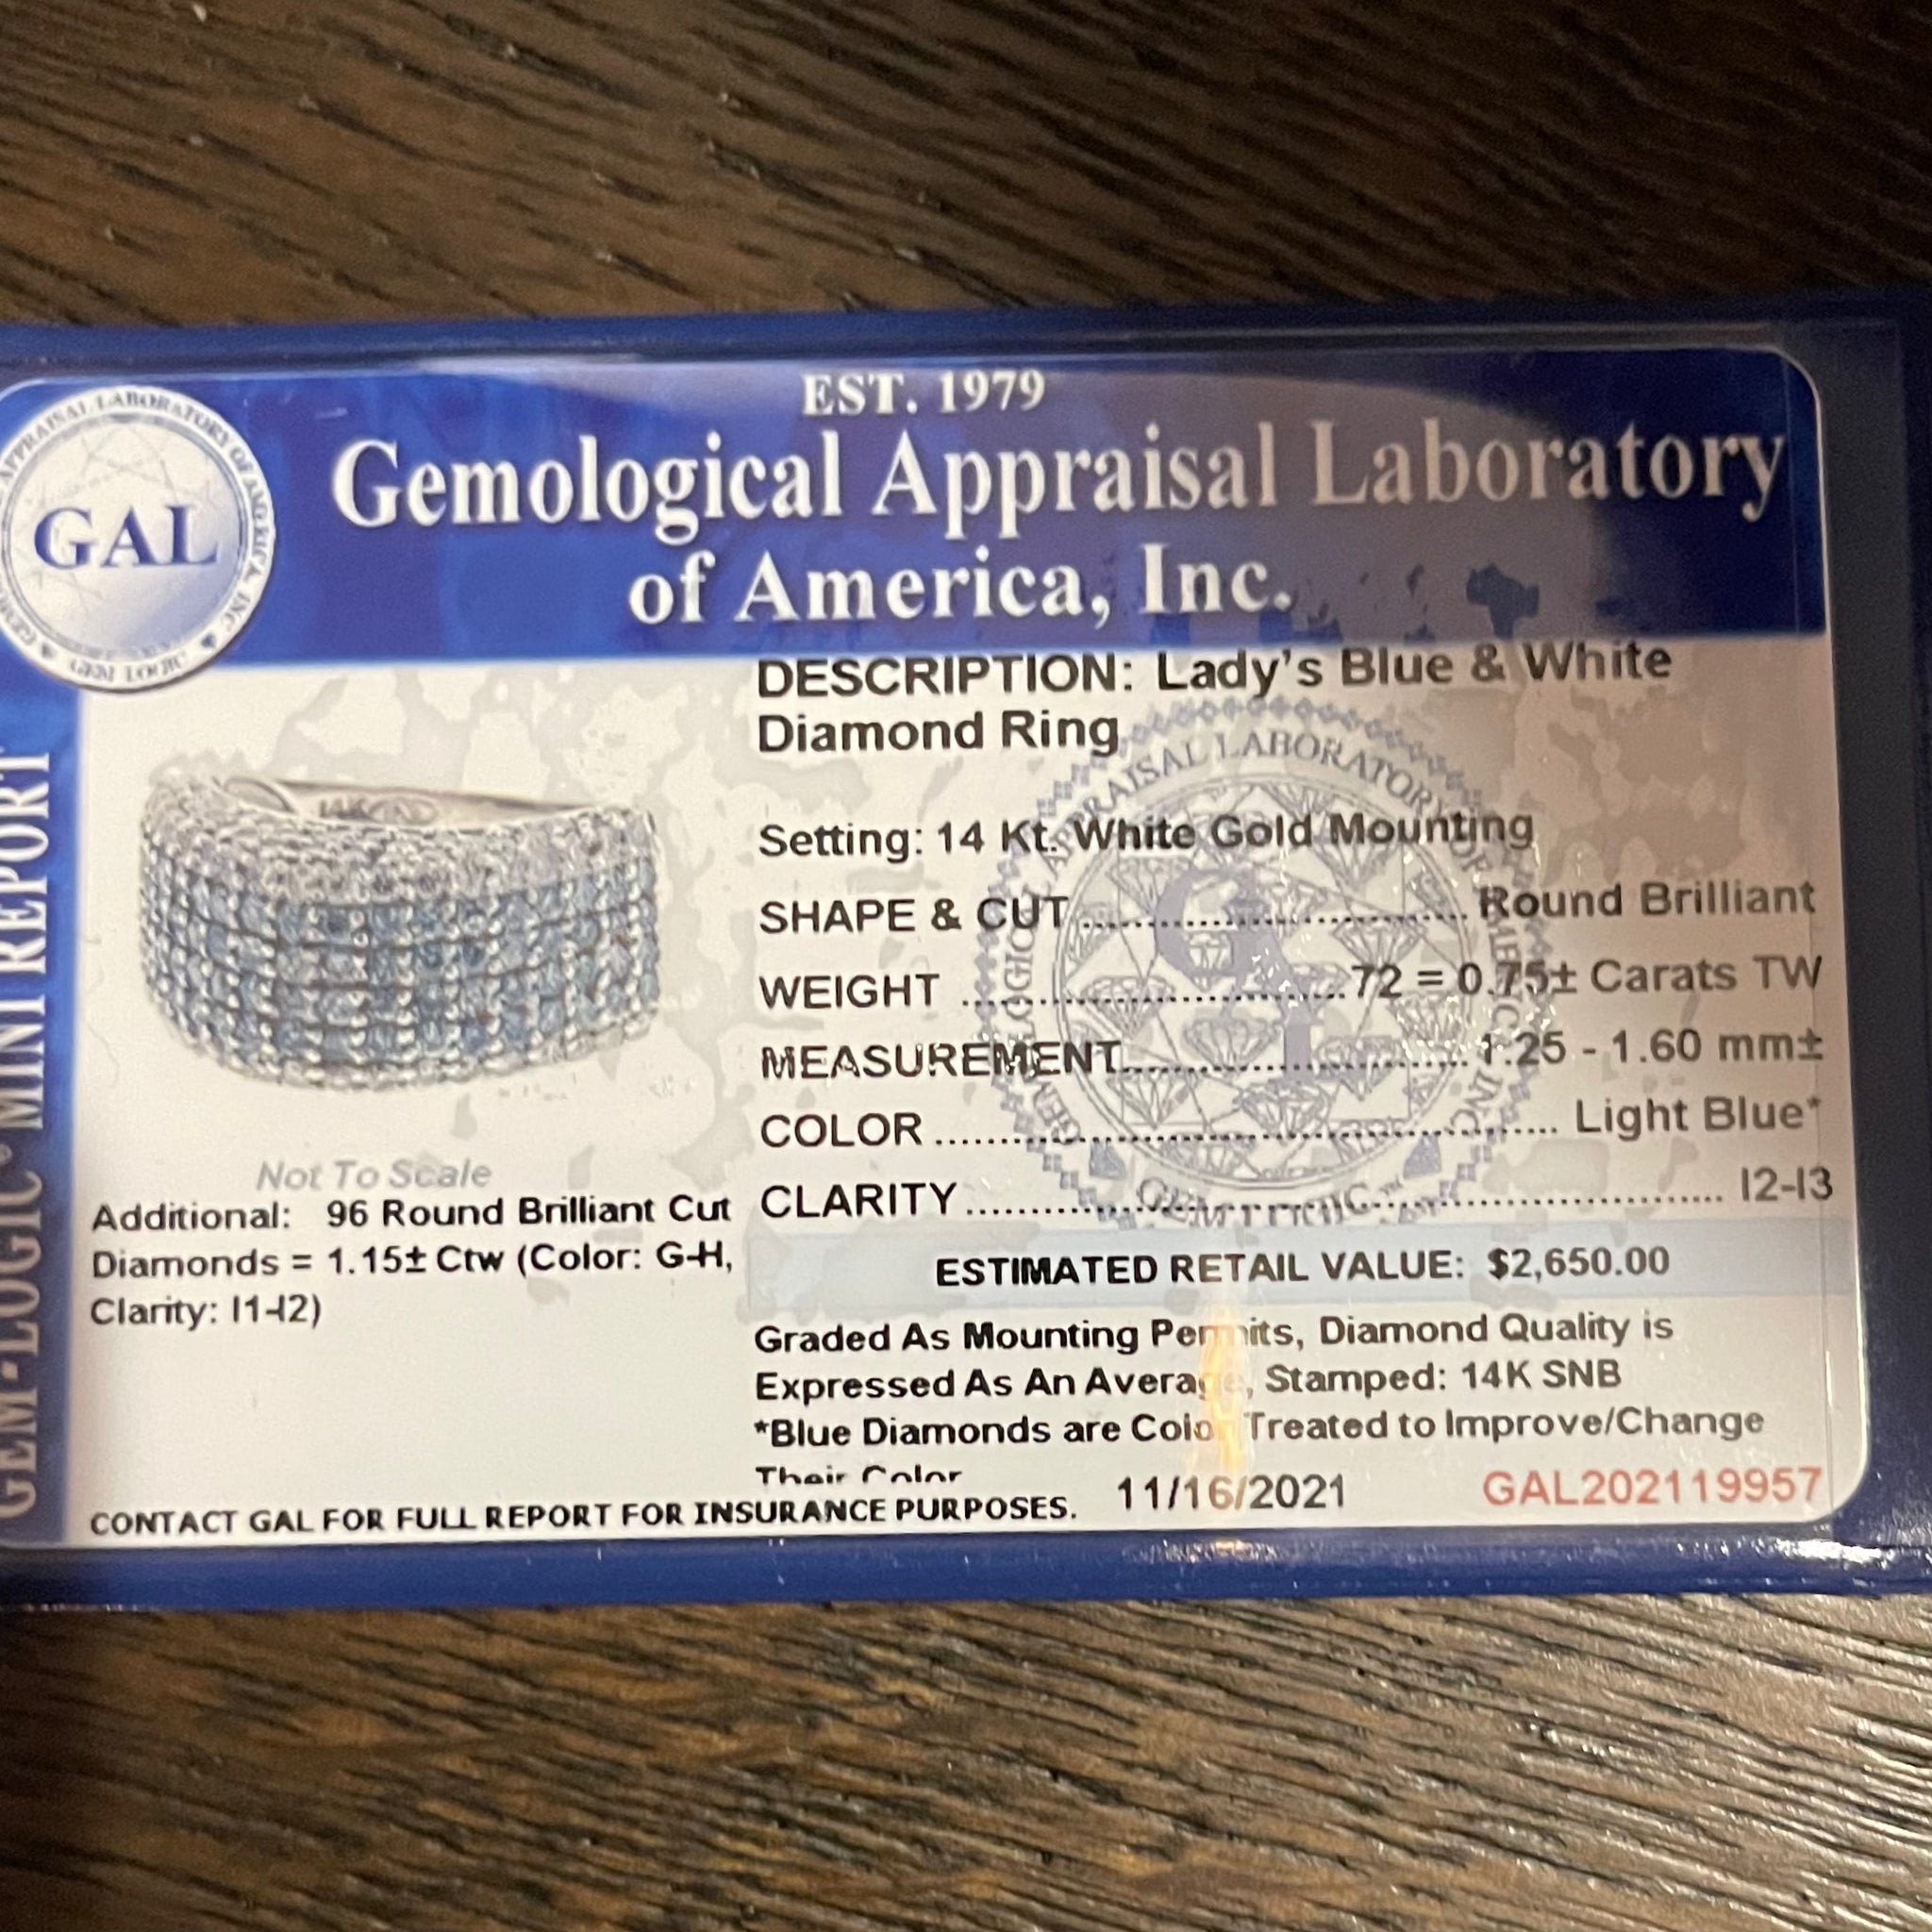 EST. 1979
Gemological Appraisal Laboratory
of America, Inc.
GAL
GEM LOGIC
GEM-LOGIC • MINI REPORT
DESCRIPTION: Lady's Blue & White
Diamond Ring
Setting: 14 Kt. White Gold Mounting
SHAPE & CUT.......................... Round Brilliant
WEIGHT ..........................72 = 0.75± Carats TW
MEASUREMENT.......................... 1.25 - 1.60 mm±
COLOR .......................... Light Blue*
CLARITY.......................... I2-I3
ESTIMATED RETAIL VALUE: $2,650.00
Graded As Mounting Permits, Diamond Quality is
Expressed As An Average, Stamped: 14K SNB
*Blue Diamonds are Color Treated to Improve/Change
Their Color
Not To Scale
Additional: 96 Round Brilliant Cut
Diamonds = 1.15± Ctw (Color: G-H,
Clarity: I1-I2)
CONTACT GAL FOR FULL REPORT FOR INSURANCE PURPOSES.
11/16/2021
GAL202119957